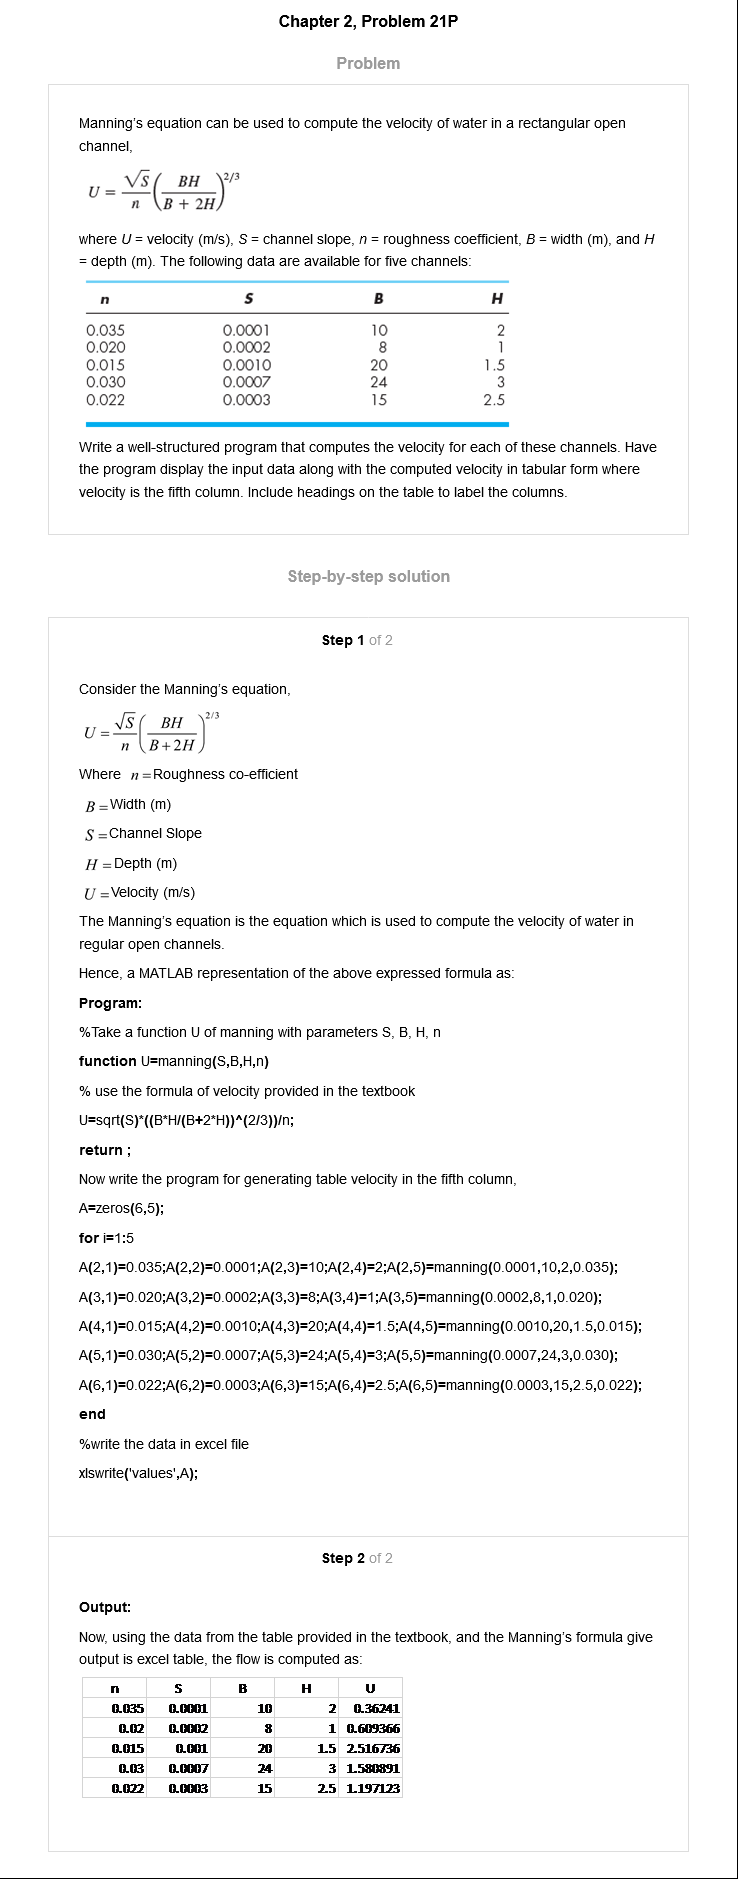 Chapter 2, Problem 21P
Problem
Manning's equation can be used to compute the velocity of water in a rectangular open
channel,
U = √S/n (BH/(B + 2H))^2/3
where U = velocity (m/s), S = channel slope, n = roughness coefficient, B = width (m), and H
= depth (m). The following data are available for five channels:
n S B H
0.035 0.0001 10 2
0.020 0.0002 8 1
0.015 0.0010 20 1.5
0.030 0.0007 24 3
0.022 0.0003 15 2.5
Write a well-structured program that computes the velocity for each of these channels. Have
the program display the input data along with the computed velocity in tabular form where
velocity is the fifth column. Include headings on the table to label the columns.
Step-by-step solution
Step 1 of 2
Consider the Manning's equation,
U = √S/n (BH/(B+2H))^2/3
Where n = Roughness co-efficient
B = Width (m)
S = Channel Slope
H = Depth (m)
U = Velocity (m/s)
The Manning's equation is the equation which is used to compute the velocity of water in
regular open channels.
Hence, a MATLAB representation of the above expressed formula as:
Program:
%Take a function U of manning with parameters S, B, H, n
function U=manning(S,B,H,n)
% use the formula of velocity provided in the textbook
U=sqrt(S)*((B*H/(B+2*H))^(2/3))/n;
return ;
Now write the program for generating table velocity in the fifth column,
A=zeros(6,5);
for i=1:5
A(2,1)=0.035;A(2,2)=0.0001;A(2,3)=10;A(2,4)=2;A(2,5)=manning(0.0001,10,2,0.035);
A(3,1)=0.020;A(3,2)=0.0002;A(3,3)=8;A(3,4)=1;A(3,5)=manning(0.0002,8,1,0.020);
A(4,1)=0.015;A(4,2)=0.0010;A(4,3)=20;A(4,4)=1.5;A(4,5)=manning(0.0010,20,1.5,0.015);
A(5,1)=0.030;A(5,2)=0.0007;A(5,3)=24;A(5,4)=3;A(5,5)=manning(0.0007,24,3,0.030);
A(6,1)=0.022;A(6,2)=0.0003;A(6,3)=15;A(6,4)=2.5;A(6,5)=manning(0.0003,15,2.5,0.022);
end
%write the data in excel file
xlswrite('values',A);
Step 2 of 2
Output:
Now, using the data from the table provided in the textbook, and the Manning's formula give
output is excel table, the flow is computed as:
n S B H U
0.035 0.0001 10 2 0.36241
0.02 0.0002 8 1 0.609366
0.015 0.001 20 1.5 2.516736
0.03 0.0007 24 3 1.580891
0.022 0.0003 15 2.5 1.197123